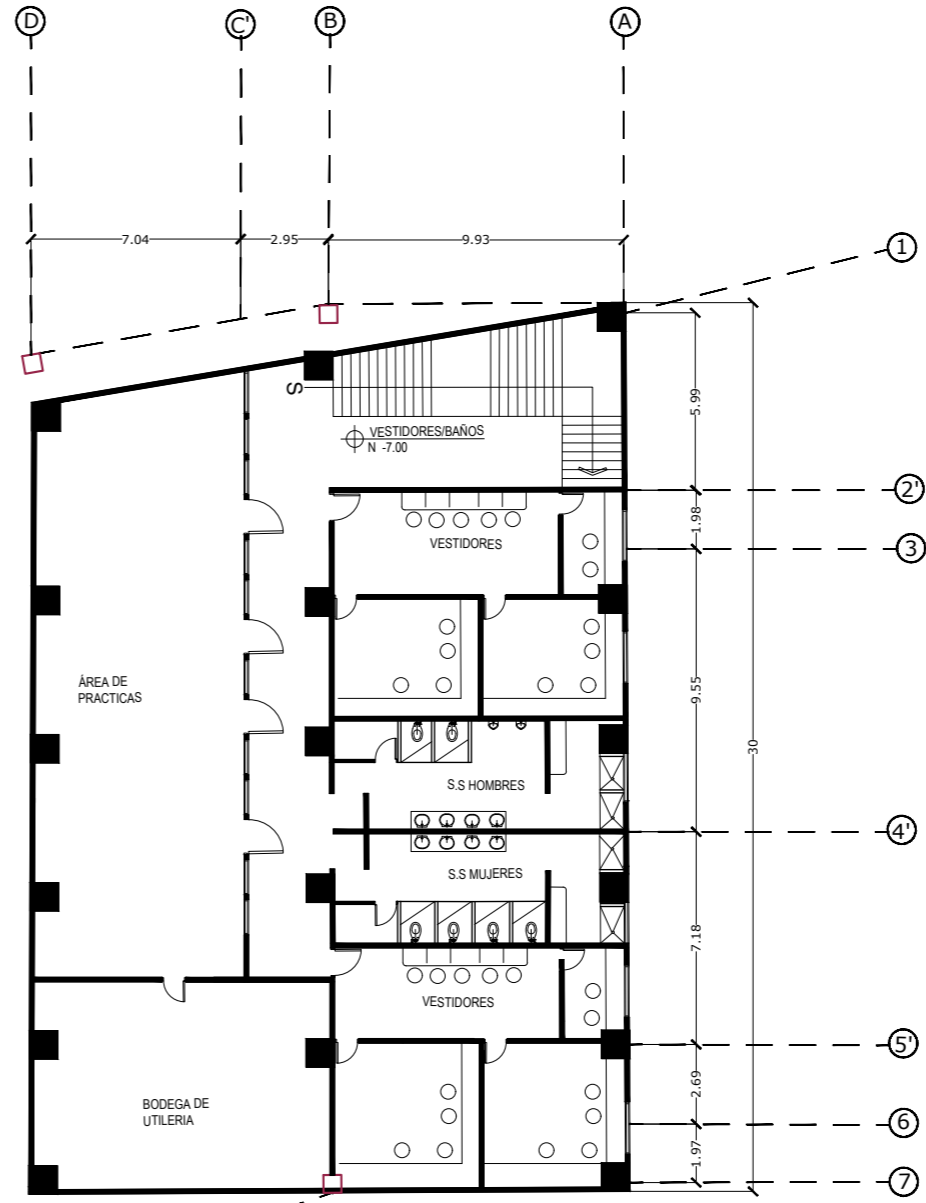 D
C'
B
A
1
7.04
2.95
9.93
5.99
S
VESTIDORES/BAÑOS
N -7.00
2'
1.98
VESTIDORES
3
ÁREA DE
PRACTICAS
9.55
30
S.S HOMBRES
4'
S.S MUJERES
7.18
VESTIDORES
5'
2.69
BODEGA DE
UTILERIA
6
1.97
7